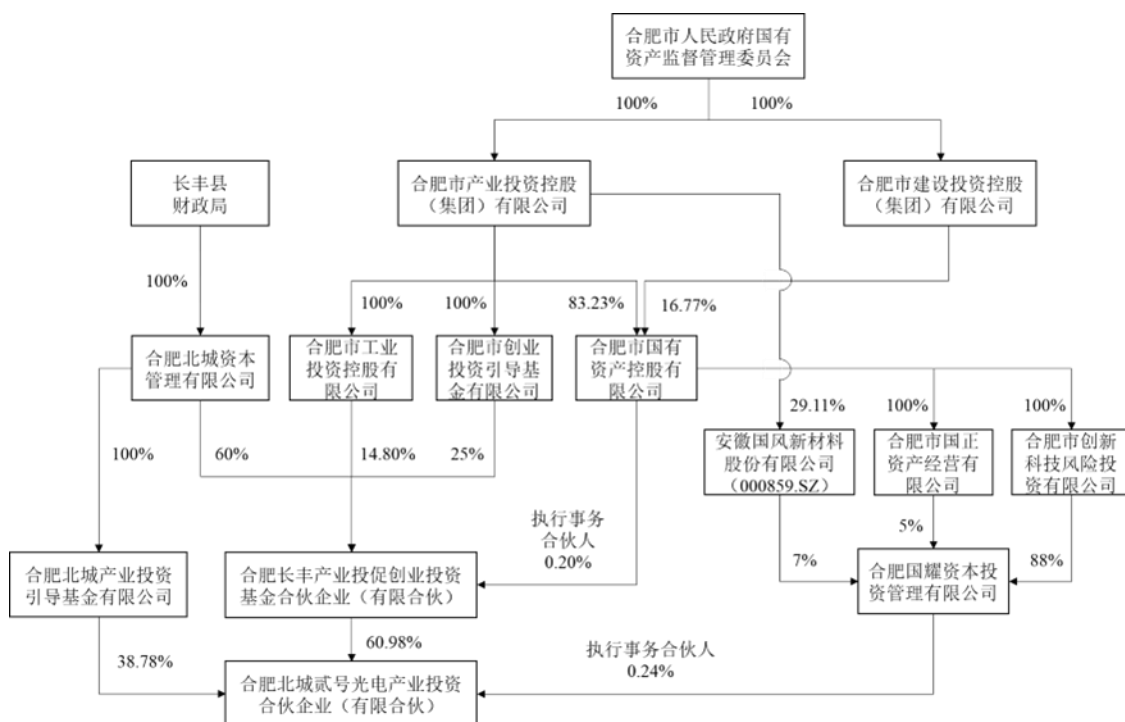 合肥市人民政府国有
资产监督管理委员会
100%
100%
长丰县
财政局
合肥市产业投资控股
（集团）有限公司
合肥市建设投资控股
（集团）有限公司
100%
100%
100%
83.23%
16.77%
合肥北城资本
管理有限公司
合肥市工业
投资控股有
限公司
合肥市创业
投资引导基
金有限公司
合肥市国有
资产控股有
限公司
29.11%
100%
100%
100%
60%
14.80%
25%
安徽国风新材料
股份有限公司
（000859.SZ）
合肥市国正
资产经营有
限公司
合肥市创新
科技风险投
资有限公司
执行事务
合伙人
0.20%
5%
7%
88%
合肥北城产业投资
引导基金有限公司
合肥长丰产业投促创业投资
基金合伙企业（有限合伙）
合肥国耀资本投
资管理有限公司
38.78%
60.98%
执行事务合伙人
0.24%
合肥北城贰号光电产业投资
合伙企业（有限合伙）